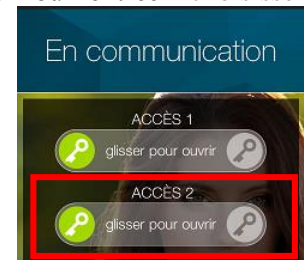 En communication
ACCÈS 1
glisser pour ouvrir
ACCÈS 2
glisser pour ouvrir